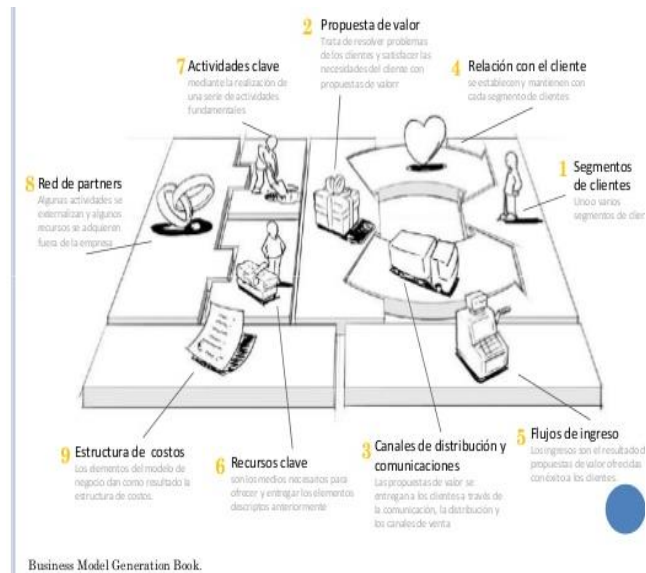 2 Propuesta de valor
Trata de resolver problemas
de los clientes y satisfacer las
necesidades del cliente con
propuestas de valorr
7 Actividades clave
mediante la realización de
una serie de actividades
fundamentales
4 Relación con el cliente
se establecen y mantienen con
cada segmento de clientes
8 Red de partners
Algunas actividades se
externalizan y algunos
recursos se adquieren
fuera de la empresa
1 Segmentos
de clientes
Uno o varios
segmentos de clien
9 Estructura de costos
Los elementos del modelo de
negocio dan como resultado la
estructura de costos.
6 Recursos clave
son los medios necesarios para
ofrecer y entregar los elementos
descriptos anteriormente
3 Canales de distribución y
comunicaciones
Las propuestas de valor se
entregan a los clientes a través de
la comunicación, la distribución y
los canales de venta
5 Flujos de ingreso
Los ingresos son el resultado d
propuestas de valor ofrecidas
con éxito a los clientes.
Business Model Generation Book.